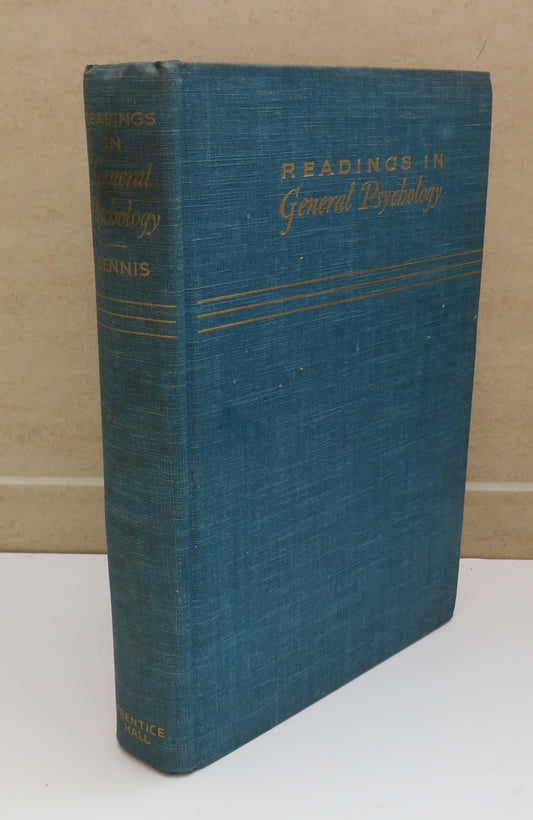 READINGS
IN
General
Psychology
DENNIS
PRENTICE
HALL
READINGS IN
General Psychology